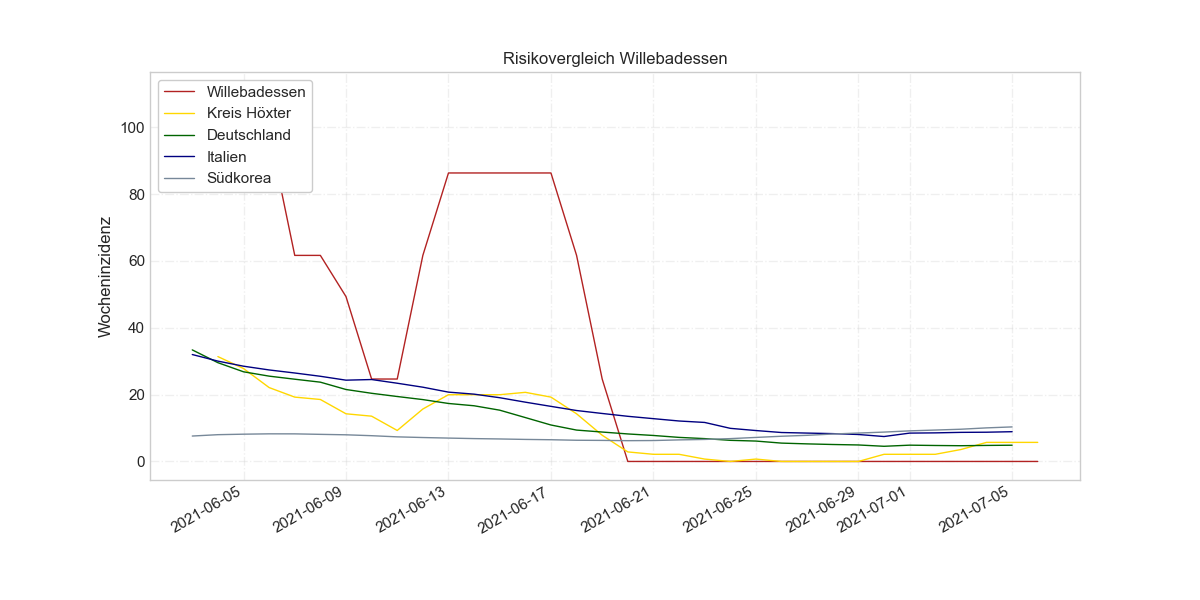 Risikovergleich Willebadessen
Willebadessen
Kreis Höxter
Deutschland
Italien
Südkorea
Wocheninzidenz
100
80
60
40
20
0
2021-06-05
2021-06-09
2021-06-13
2021-06-17
2021-06-21
2021-06-25
2021-06-29
2021-07-01
2021-07-05